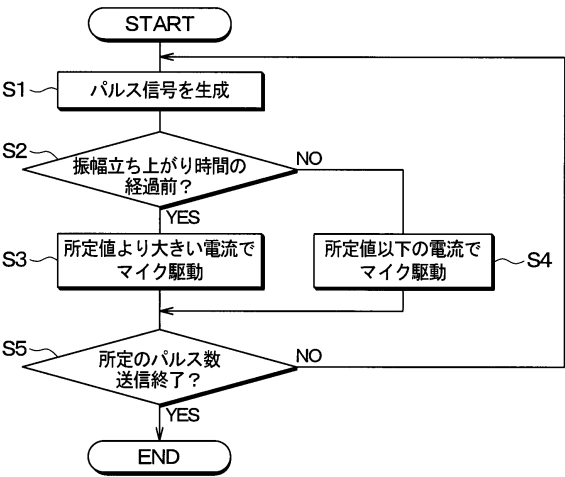 START
S1
パルス信号を生成
S2
振幅立ち上がり時間の
経過前？
NO
YES
S3
所定値より大きい電流で
マイク駆動
所定値以下の電流で
マイク駆動
S4
S5
所定のパルス数
送信終了？
NO
YES
END